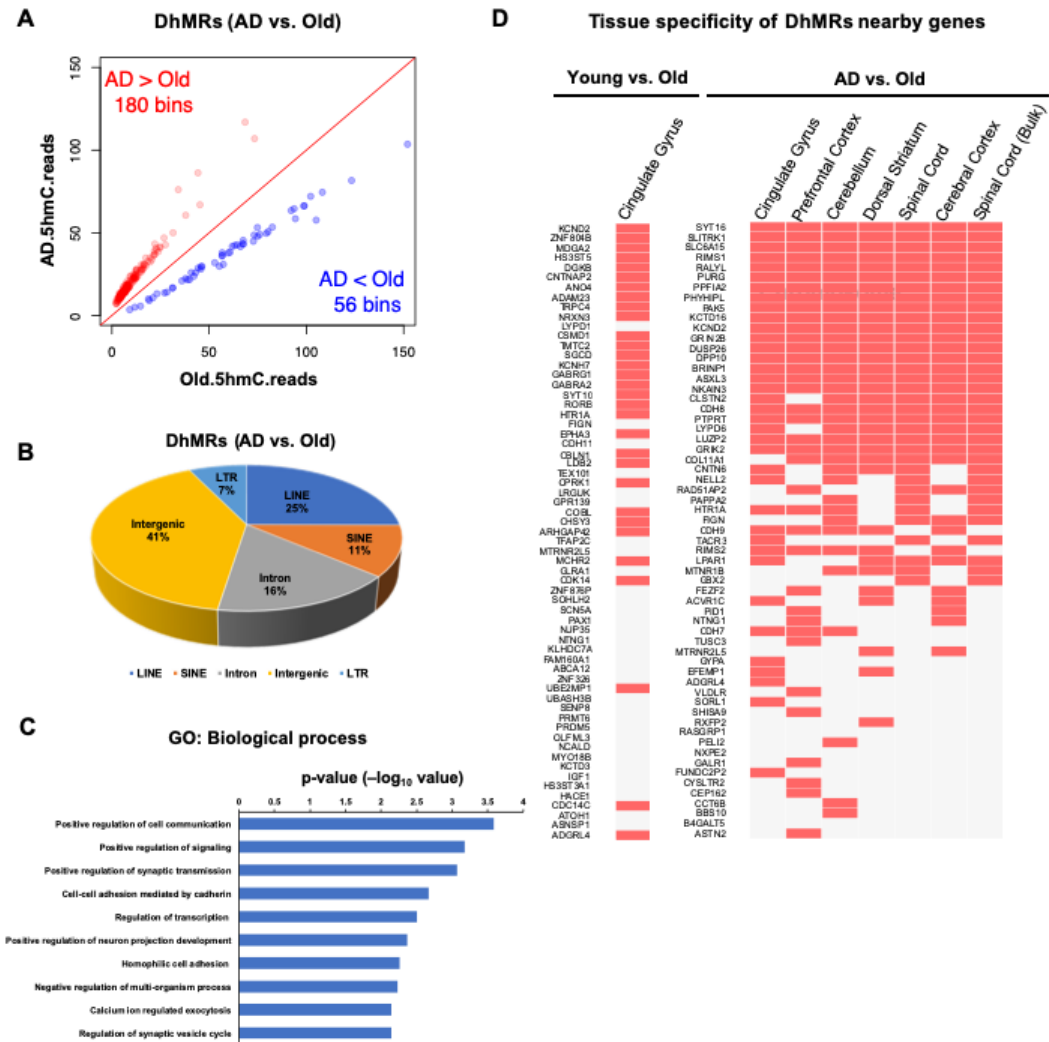 A
DhMRs (AD vs. Old)
AD > Old
180 bins
AD < Old
56 bins
AD.5hmC.reads
0
50
100
150
0
50
100
150
Old.5hmC.reads
B
DhMRs (AD vs. Old)
LTR
7%
LINE
25%
SINE
11%
Intron
16%
Intergenic
41%
LINE SINE Intron Intergenic LTR
C
GO: Biological process
p-value (–log10 value)
0 0.5 1 1.5 2 2.5 3 3.5 4
Positive regulation of cell communication
Positive regulation of signaling
Positive regulation of synaptic transmission
Cell-cell adhesion mediated by cadherin
Regulation of transcription
Positive regulation of neuron projection development
Homophilic cell adhesion
Negative regulation of multi-organism process
Calcium ion regulated exocytosis
Regulation of synaptic vesicle cycle
D
Tissue specificity of DhMRs nearby genes
Young vs. Old
AD vs. Old
Cingulate Gyrus
Cingulate Gyrus
Prefrontal Cortex
Cerebellum
Dorsal Striatum
Spinal Cord
Cerebral Cortex
Spinal Cord (Bulk)
KCND2
ZNF804B
MDGA2
HS3ST5
DGKB
CNTNAP2
ANO4
ADAM23
TRPC4
NRXN3
LYPD1
CSMD1
TMTC2
SGCD
KCNH7
GABRG1
GABRA2
SYT10
RORB
HTR1A
FIGN
EPHA3
CDH11
CBLN1
LDB2
TEX101
OPRK1
LRGUK
GPR139
COBL
CHSY3
ARHGAP42
TFAP2C
MTRNR2L5
MCHR2
GLRA1
CDK14
ZNF876P
SOHLH2
SCN5A
PAX1
NUP35
NTNG1
KLHDC7A
FAM160A1
ABCA12
ZNF326
UBE2MP1
UBASH3B
SENP8
PRMT6
PRDM5
OLFML3
NCALD
MYO18B
KCTD3
IGF1
HS3ST3A1
HACE1
CDC14C
ATOH1
ASNSP1
ADGRL4
SYT16
SLITRK1
SLC6A15
RIMS1
RALYL
PURG
PPFIA2
PHYHIPL
PAK5
KCTD16
KCND2
GRIN2B
DUSP26
DPP10
BRINP1
ASXL3
NKAIN3
CLSTN2
CDH8
PTPRT
LYPD6
LUZP2
GRIK2
COL11A1
CNTN6
NELL2
RAD51AP2
PAPPA2
HTR1A
FIGN
CDH9
TACR3
RIMS2
LPAR1
MTNR1B
GBX2
FEZF2
ACVR1C
PID1
NTNG1
CDH7
TUSC3
MTRNR2L5
GYPA
EFEMP1
ADGRL4
VLDLR
SORL1
SHISA9
RXFP2
RASGRP1
PELI2
NXPE2
GALR1
FUNDC2P2
CYSLTR2
CEP162
CCT6B
BBS10
B4GALT5
ASTN2